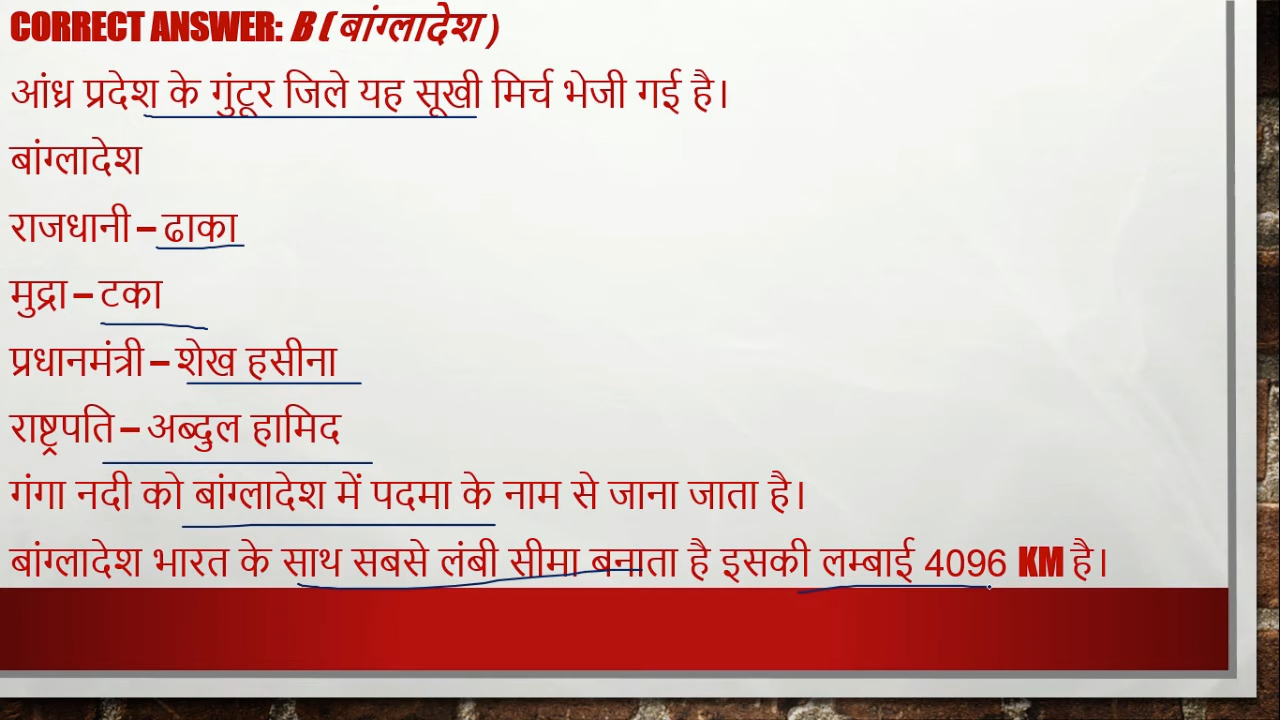 CORRECT ANSWER: B ( बांग्लादेश )
आंध्र प्रदेश के गुंटूर जिले यह सूखी मिर्च भेजी गई है।
बांग्लादेश
राजधानी – ढाका
मुद्रा – टका
प्रधानमंत्री – शेख हसीना
राष्ट्रपति – अब्दुल हामिद
गंगा नदी को बांग्लादेश में पदमा के नाम से जाना जाता है।
बांग्लादेश भारत के साथ सबसे लंबी सीमा बनाता है इसकी लम्बाई 4096 KM है।